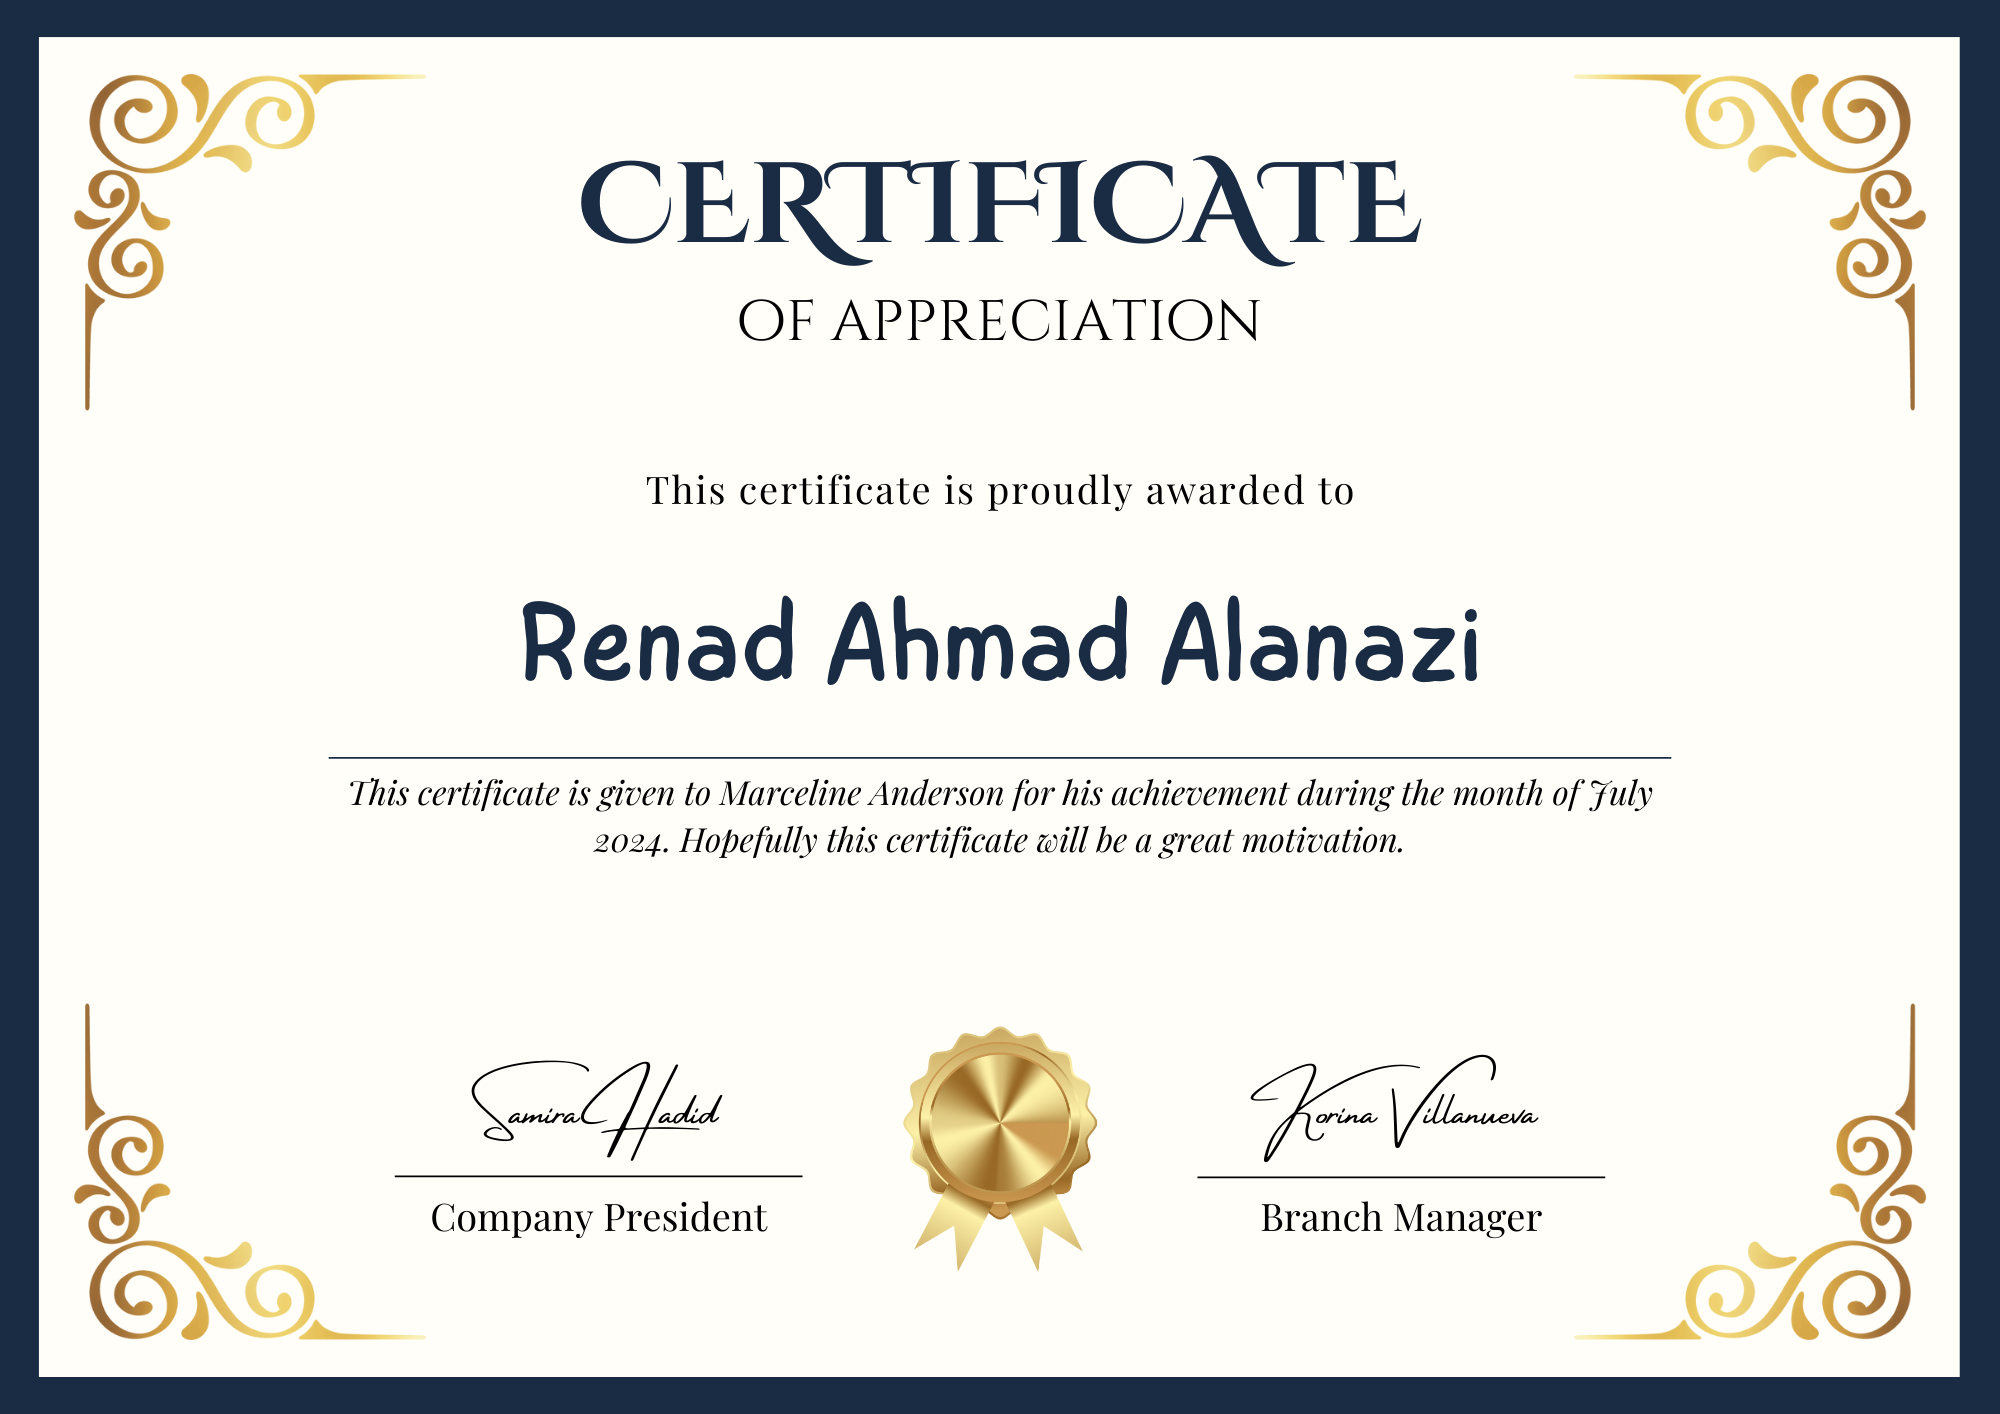 CERTIFICATE
OF APPRECIATION
This certificate is proudly awarded to
Renad Ahmad Alanazi
This certificate is given to Marceline Anderson for his achievement during the month of July
2024. Hopefully this certificate will be a great motivation.
Samira Hadid
Korina Villanueva
Company President
Branch Manager